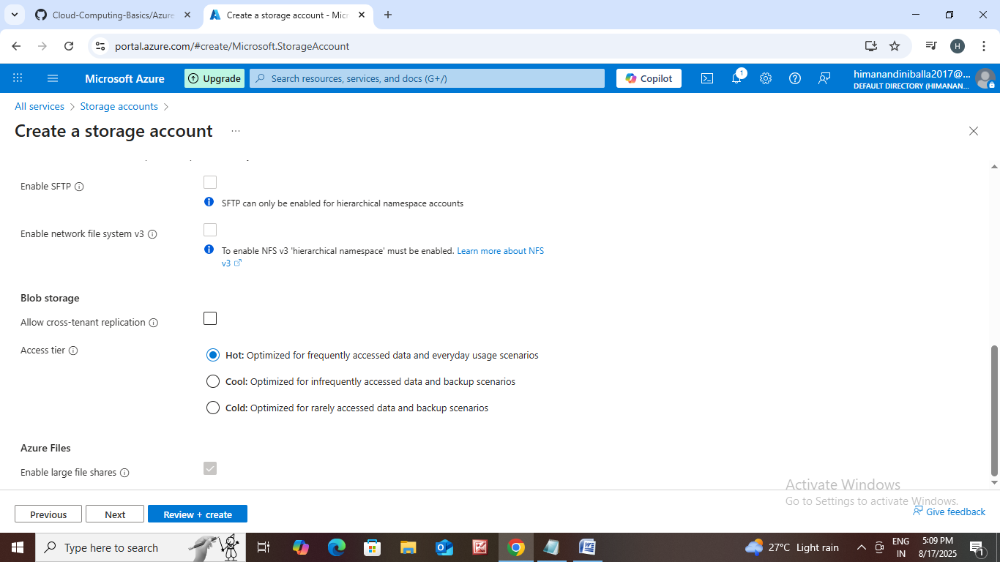 Cloud-Computing-Basics/Azure
Create a storage account - Micr
portal.azure.com/#create/Microsoft.StorageAccount
H
Microsoft Azure
Upgrade
Search resources, services, and docs (G+/)
Copilot
1
himanandiniballa2017@...
DEFAULT DIRECTORY (HIMANAN...
All services > Storage accounts >
Create a storage account ...
Enable SFTP
SFTP can only be enabled for hierarchical namespace accounts
Enable network file system v3
To enable NFS v3 'hierarchical namespace' must be enabled. Learn more about NFS
v3
Blob storage
Allow cross-tenant replication
Access tier
Hot: Optimized for frequently accessed data and everyday usage scenarios
Cool: Optimized for infrequently accessed data and backup scenarios
Cold: Optimized for rarely accessed data and backup scenarios
Azure Files
Enable large file shares
Activate Windows
Go to Settings to activate Windows.
Previous
Next
Review + create
Give feedback
Type here to search
27°C Light rain
ENG
IN
5:09 PM
8/17/2025
1